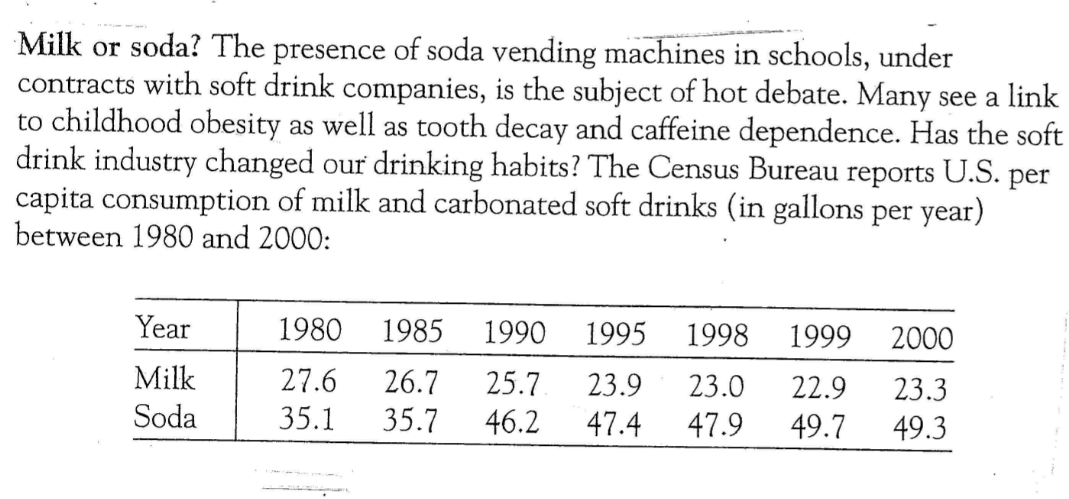 Milk or soda? The presence of soda vending machines in schools, under
contracts with soft drink companies, is the subject of hot debate. Many see a link
to childhood obesity as well as tooth decay and caffeine dependence. Has the soft
drink industry changed our drinking habits? The Census Bureau reports U.S. per
capita consumption of milk and carbonated soft drinks (in gallons per year)
between 1980 and 2000:
Year 1980 1985 1990 1995 1998 1999 2000
Milk 27.6 26.7 25.7 23.9 23.0 22.9 23.3
Soda 35.1 35.7 46.2 47.4 47.9 49.7 49.3